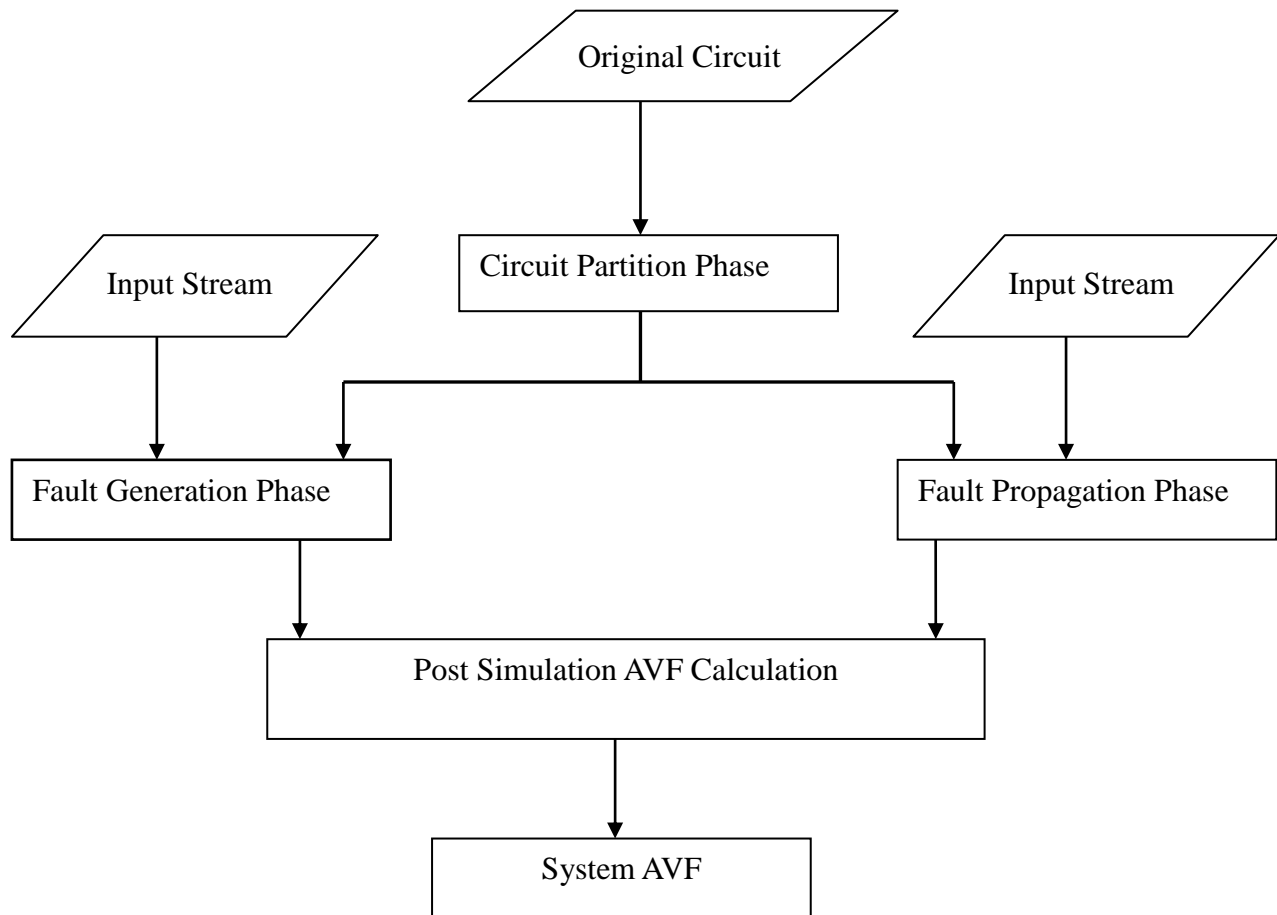 Original Circuit
Circuit Partition Phase
Input Stream
Input Stream
Fault Generation Phase
Fault Propagation Phase
Post Simulation AVF Calculation
System AVF